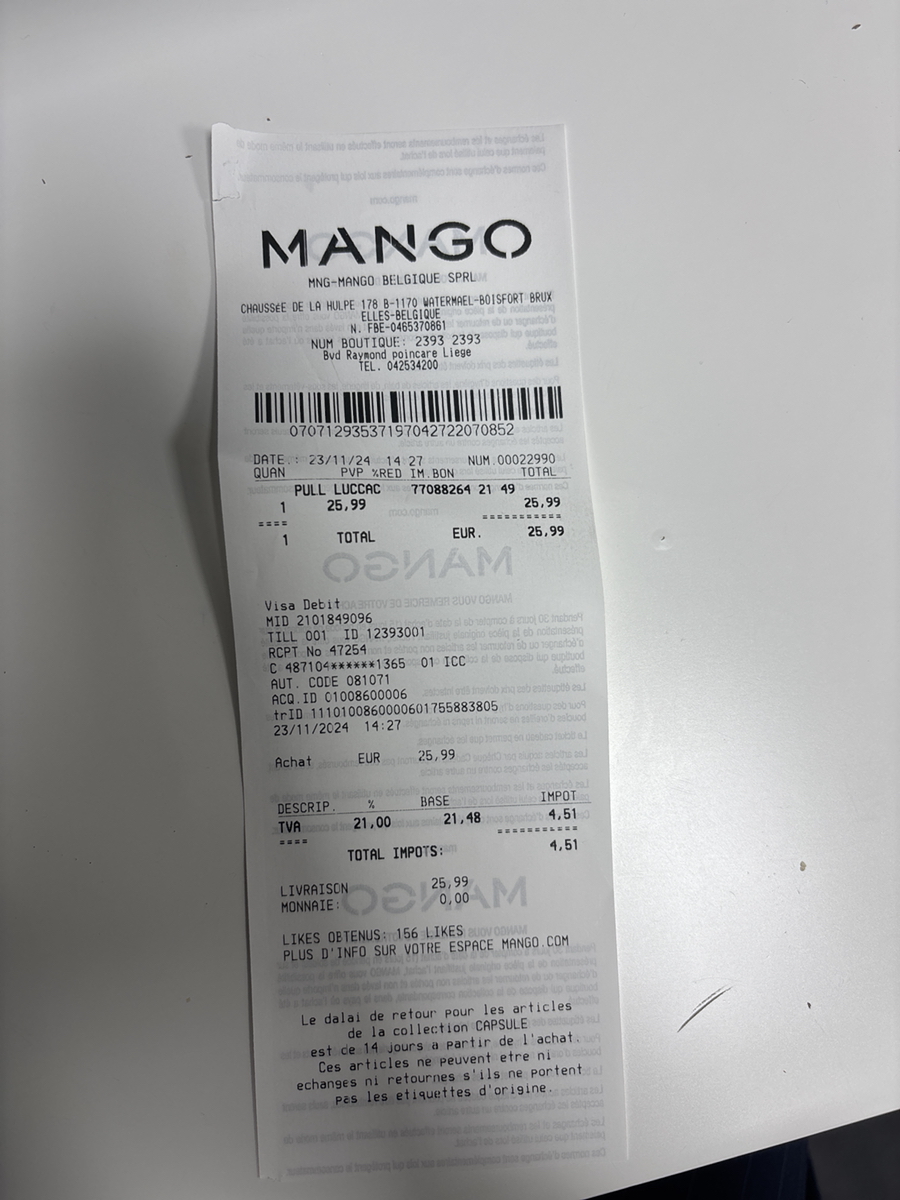 MANGO
MNG-MANGO BELGIQUE SPRL
CHAUSSéE DE LA HULPE 178 B-1170 WATERMAEL-BOISFORT BRUX
ELLES-BELGIQUE
N. FBE-0465370861
NUM BOUTIQUE: 2393 2393
Bvd Raymond poincare Liege
TEL. 042534200
0707129353719704272207085​2
DATE.: 23/11/24 14 27 NUM.00022990
QUAN PVP %RED IM.BON TOTAL
PULL LUCCAC 77088264 21 49
1 25,99 25,99
==== ===========
1 TOTAL EUR. 25,99
Visa Debit
MID 2101849096
TILL 001 ID 12393001
RCPT No 47254
C 487104******1365 01 ICC
AUT. CODE 081071
ACQ.ID 01008600006
trID 1110100860000601755883805
23/11/2024 14:27
Achat EUR 25,99
DESCRIP. % BASE IMPOT
TVA 21,00 21,48 4,51
==== ===========
TOTAL IMPOTS: 4,51
LIVRAISON 25,99
MONNAIE: 0,00
LIKES OBTENUS: 156 LIKES
PLUS D'INFO SUR VOTRE ESPACE MANGO.COM
Le dalai de retour pour les articles
de la collection CAPSULE
est de 14 jours a partir de l'achat.
Ces articles ne peuvent etre ni
echanges ni retournes s'ils ne portent
pas les etiquettes d'origine.